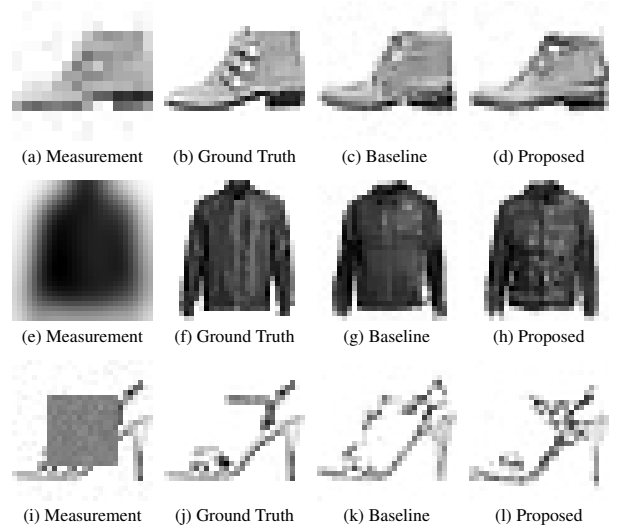 (a) Measurement (b) Ground Truth (c) Baseline (d) Proposed
(e) Measurement (f) Ground Truth (g) Baseline (h) Proposed
(i) Measurement (j) Ground Truth (k) Baseline (l) Proposed